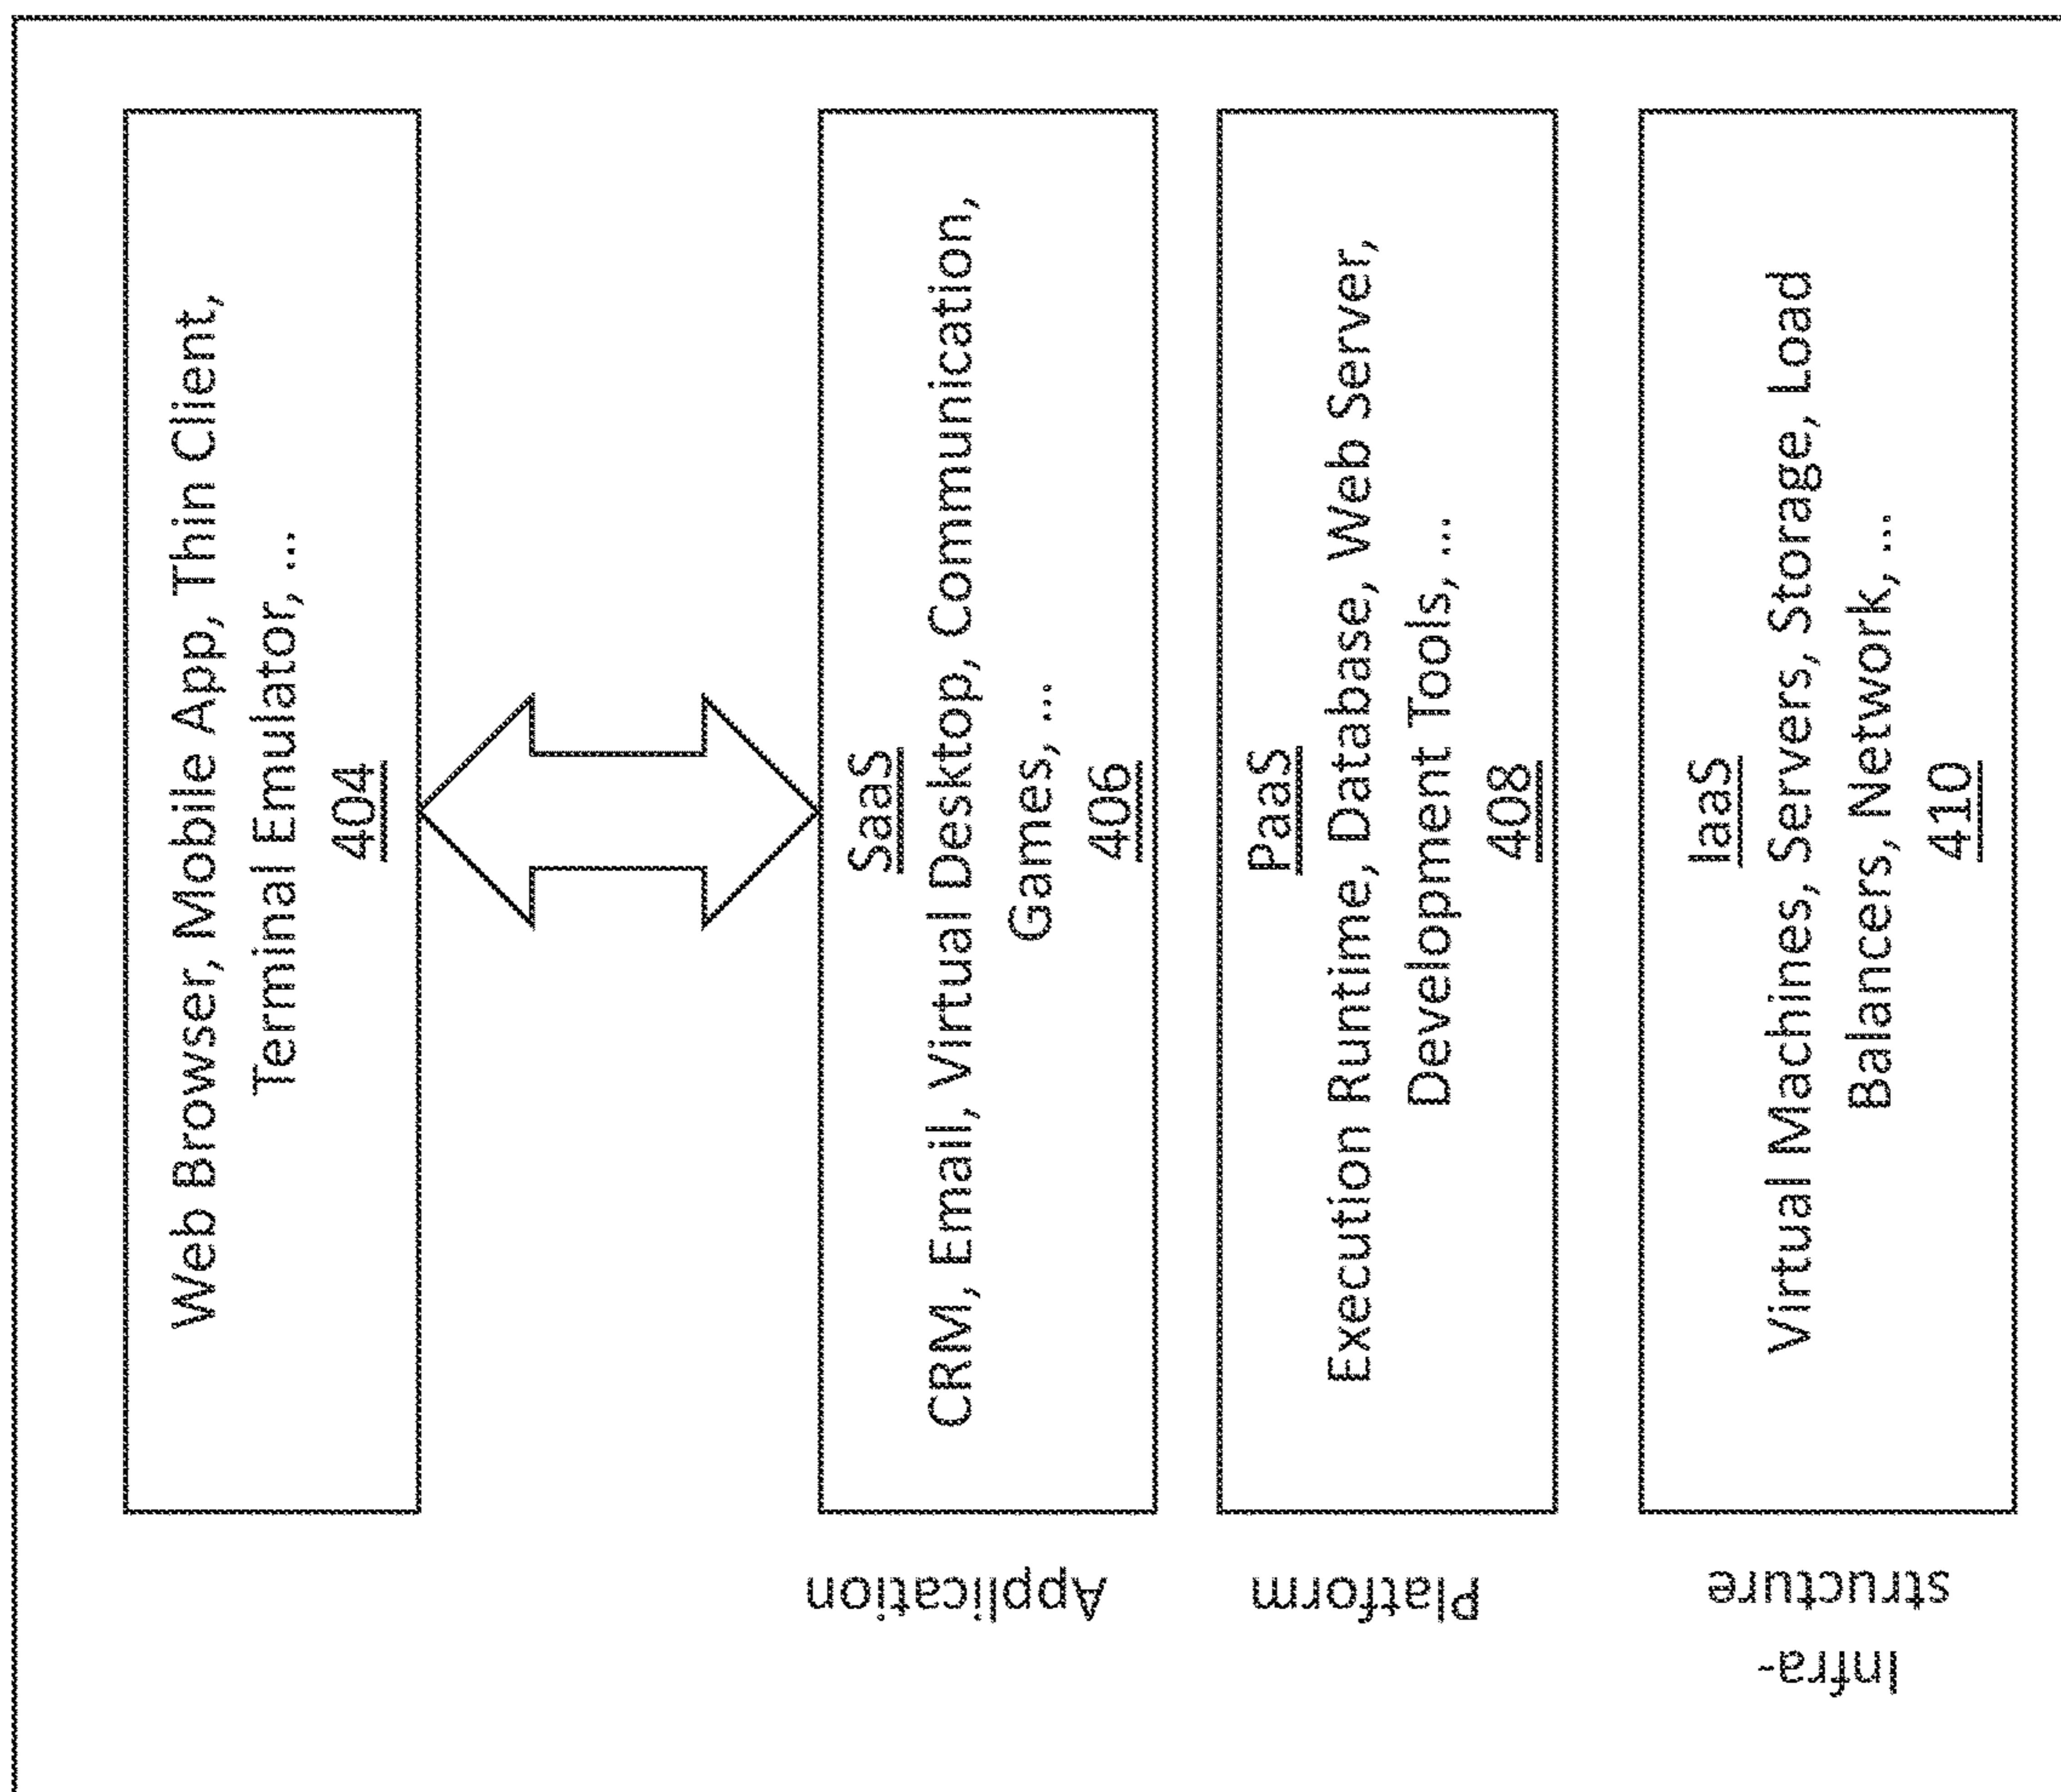 Web Browser, Mobile App, Thin Client,
Terminal Emulator, ...
404
Application
SaaS
CRM, Email, Virtual Desktop, Communication,
Games, ...
406
Platform
PaaS
Execution Runtime, Database, Web Server,
Development Tools, ...
408
Infra-
structure
IaaS
Virtual Machines, Servers, Storage, Load
Balancers, Network, ...
410